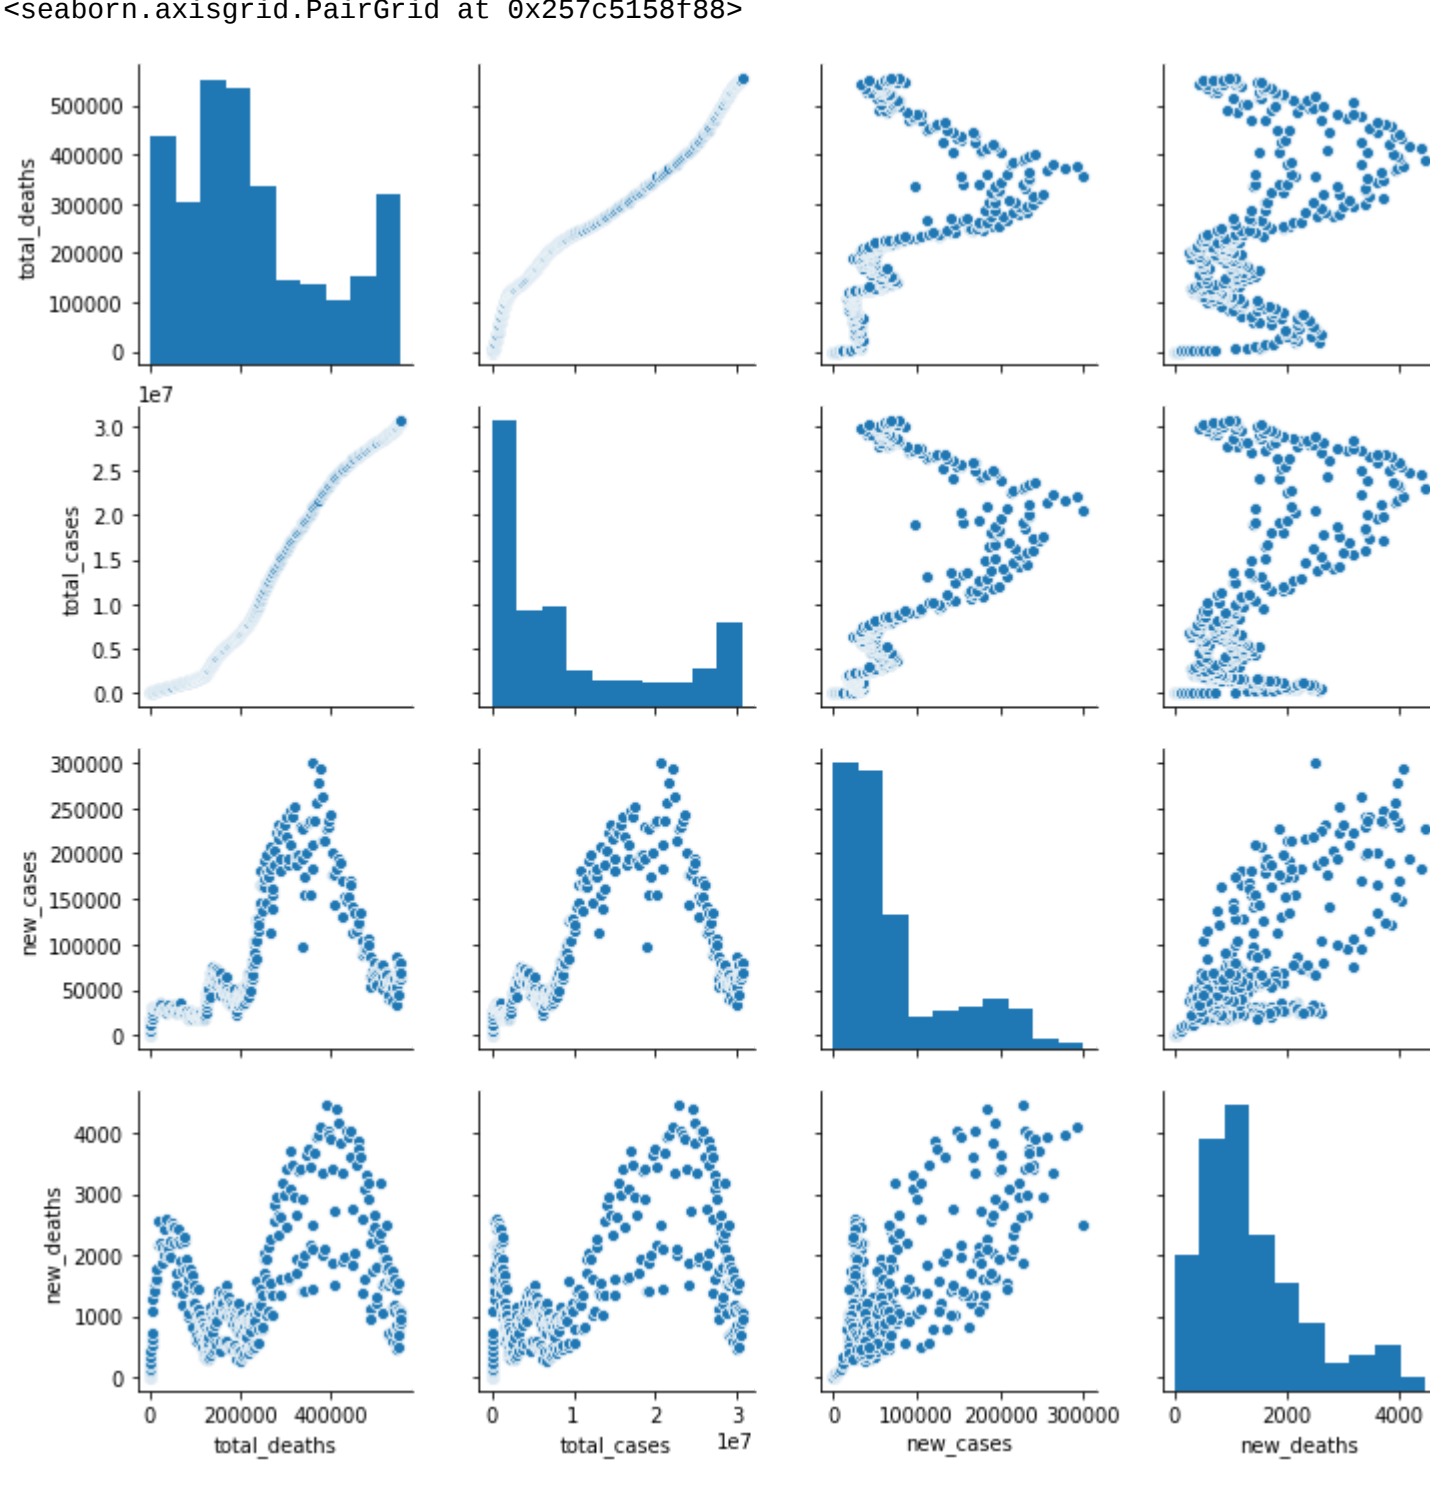 <seaborn.axisgrid.PairGrid at 0x257c5158f88>
500000
400000
300000
200000
100000
0
total_deaths
1e7
3.0
2.5
2.0
1.5
1.0
0.5
0.0
total_cases
300000
250000
200000
150000
100000
50000
0
new_cases
4000
3000
2000
1000
0
new_deaths
0 200000 400000 0 1 2 3 0 100000 200000 300000 0 2000 4000
1e7
total_deaths total_cases new_cases new_deaths